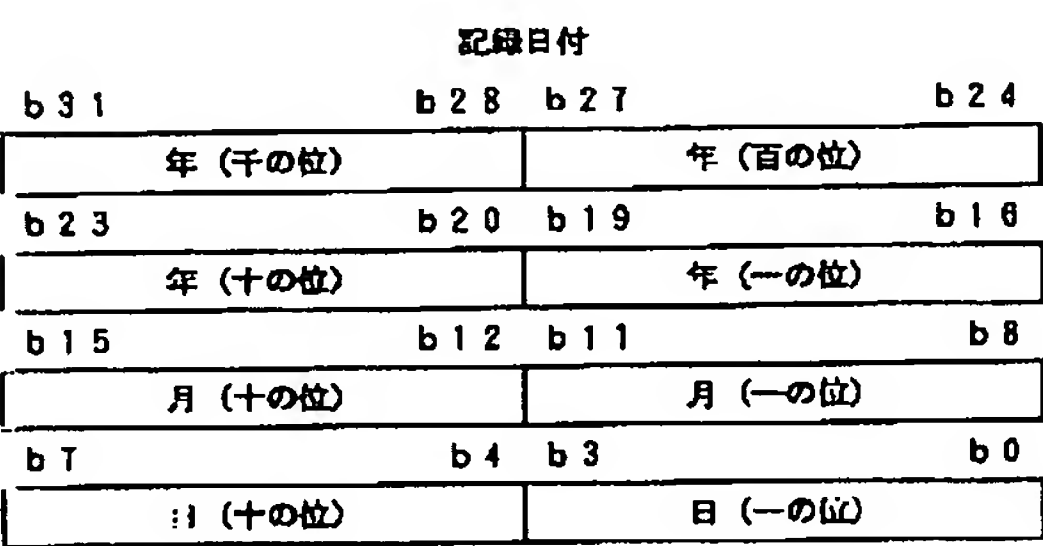 記録日付
b31 b28 b27 b24
年（千の位） 年（百の位）
b23 b20 b19 b16
年（十の位） 年（一の位）
b15 b12 b11 b8
月（十の位） 月（一の位）
b7 b4 b3 b0
日（十の位） 日（一の位）